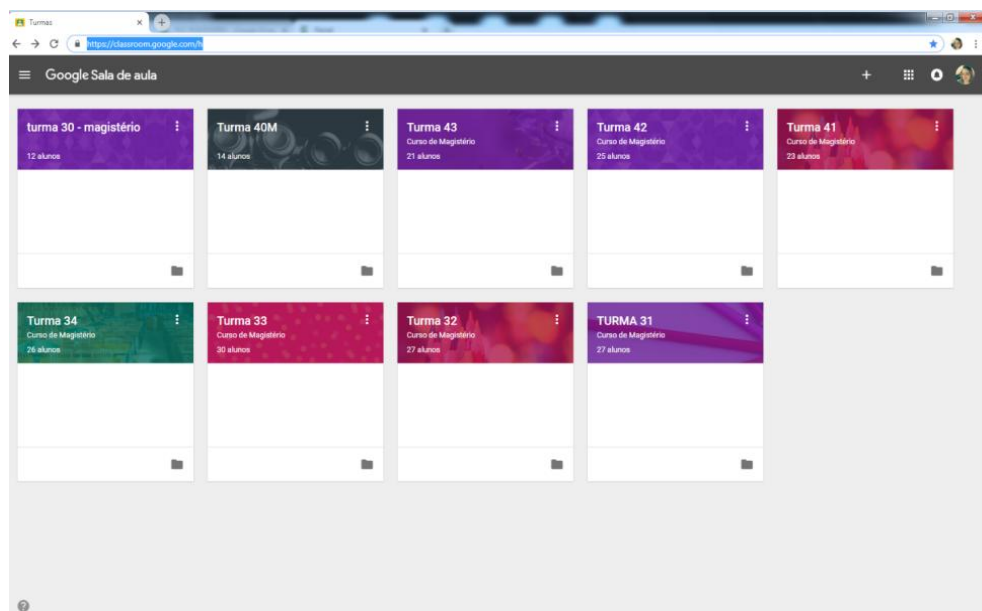 Turmas
https://classroom.google.com/h
Google Sala de aula
turma 30 - magistério
12 alunos
Turma 40M
14 alunos
Turma 43
Curso de Magistério
21 alunos
Turma 42
Curso de Magistério
25 alunos
Turma 41
Curso de Magistério
23 alunos
Turma 34
Curso de Magistério
26 alunos
Turma 33
Curso de Magistério
30 alunos
Turma 32
Curso de Magistério
27 alunos
TURMA 31
Curso de Magistério
27 alunos